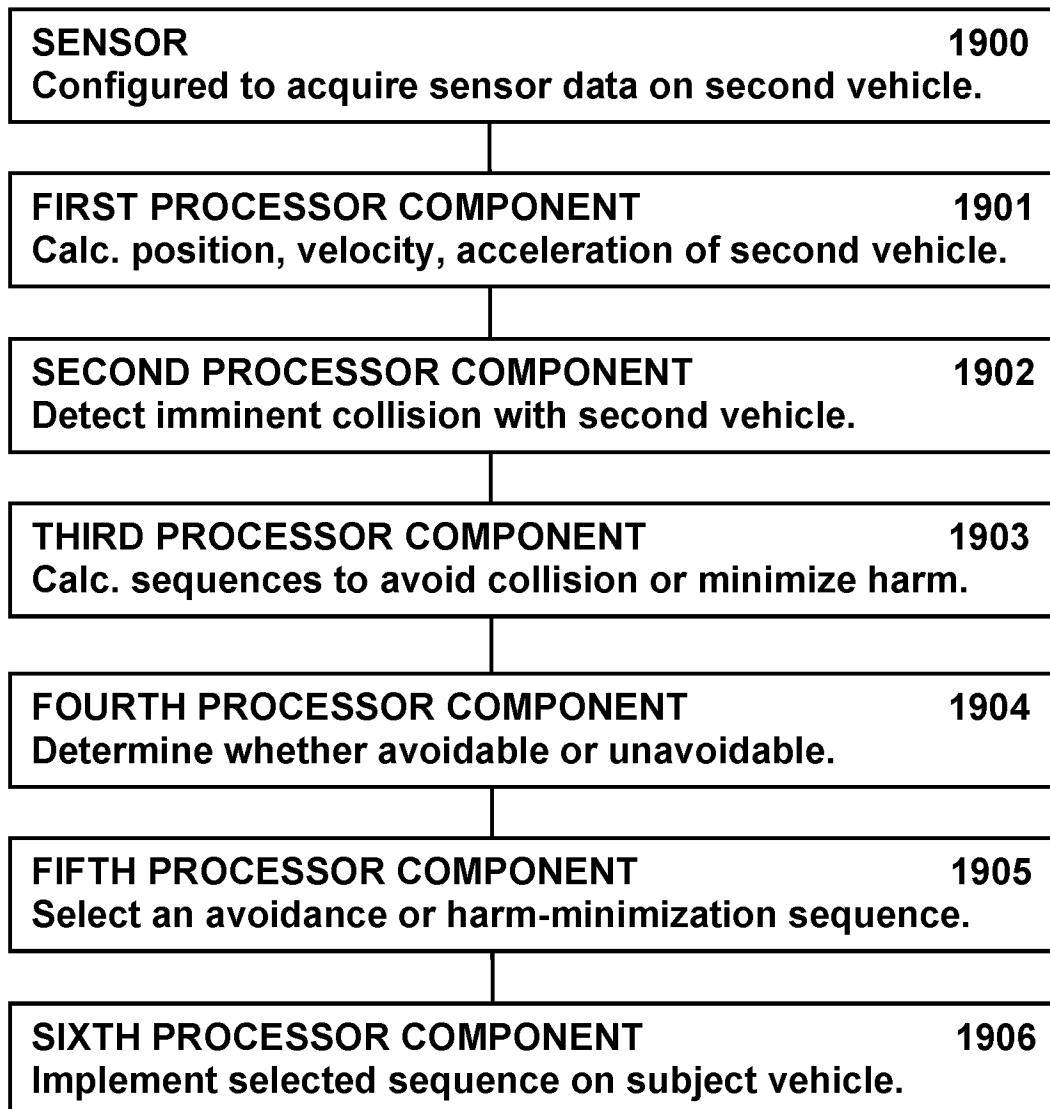 SENSOR 1900
Configured to acquire sensor data on second vehicle.
FIRST PROCESSOR COMPONENT 1901
Calc. position, velocity, acceleration of second vehicle.
SECOND PROCESSOR COMPONENT 1902
Detect imminent collision with second vehicle.
THIRD PROCESSOR COMPONENT 1903
Calc. sequences to avoid collision or minimize harm.
FOURTH PROCESSOR COMPONENT 1904
Determine whether avoidable or unavoidable.
FIFTH PROCESSOR COMPONENT 1905
Select an avoidance or harm-minimization sequence.
SIXTH PROCESSOR COMPONENT 1906
Implement selected sequence on subject vehicle.